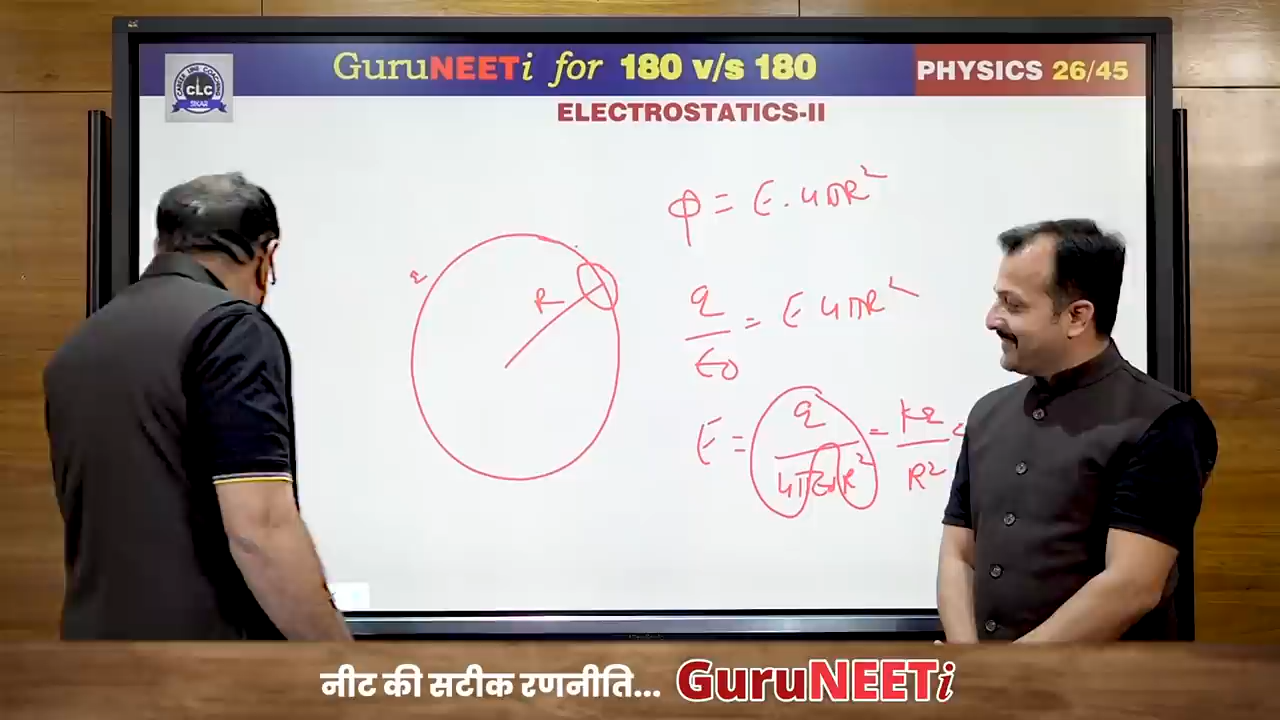 GuruNEETi for 180 v/s 180
PHYSICS 26/45
CLC
SIKAR
ELECTROSTATICS-II
φ = E . 4πR²
q
R
q/ε0 = E 4πR²
E = q/4πε0R² = kq/R²
नीट की सटीक रणनीति... GuruNEETi